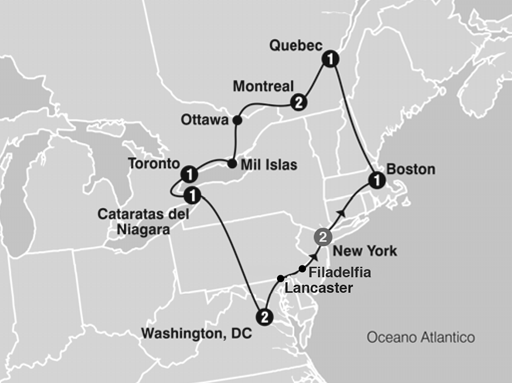 Quebec
1
Montreal
2
Ottawa
Toronto
1
Mil Islas
1
Boston
1
Cataratas del
Niagara
2
New York
Filadelfia
Lancaster
2
Washington, DC
Oceano Atlantico